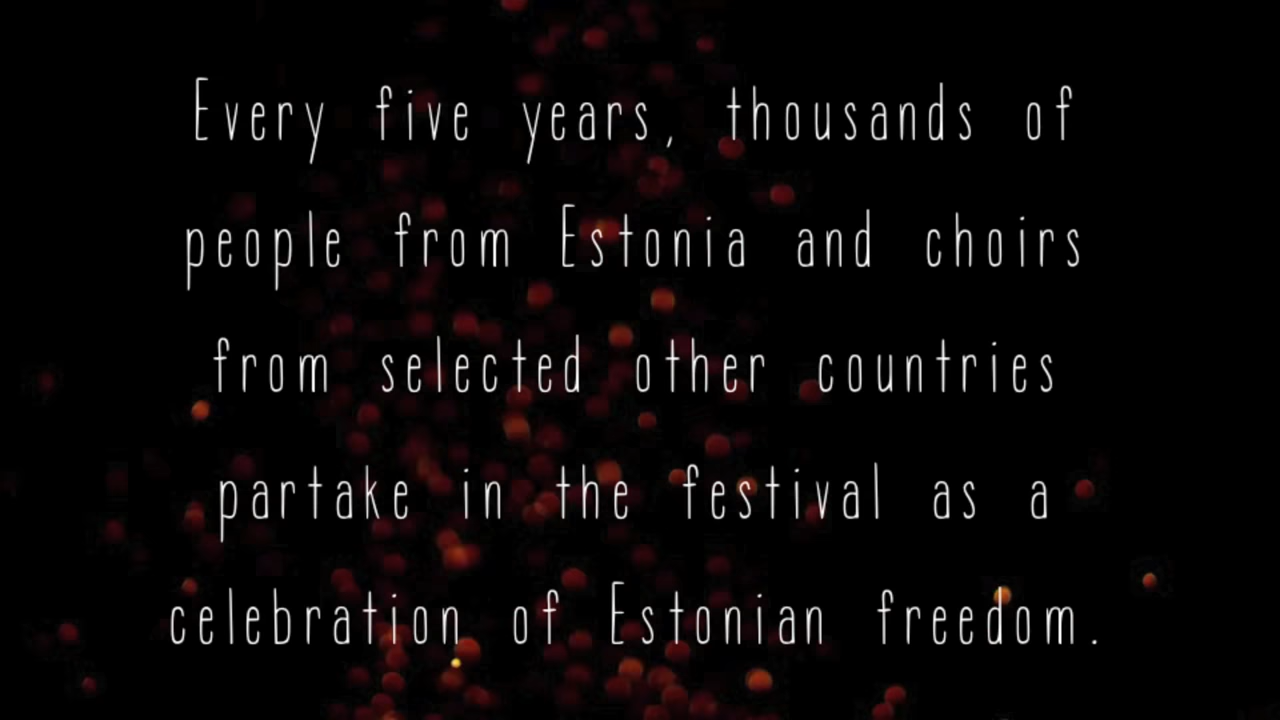 Every five years, thousands of
people from Estonia and choirs
from selected other countries
partake in the festival as a
celebration of Estonian freedom.